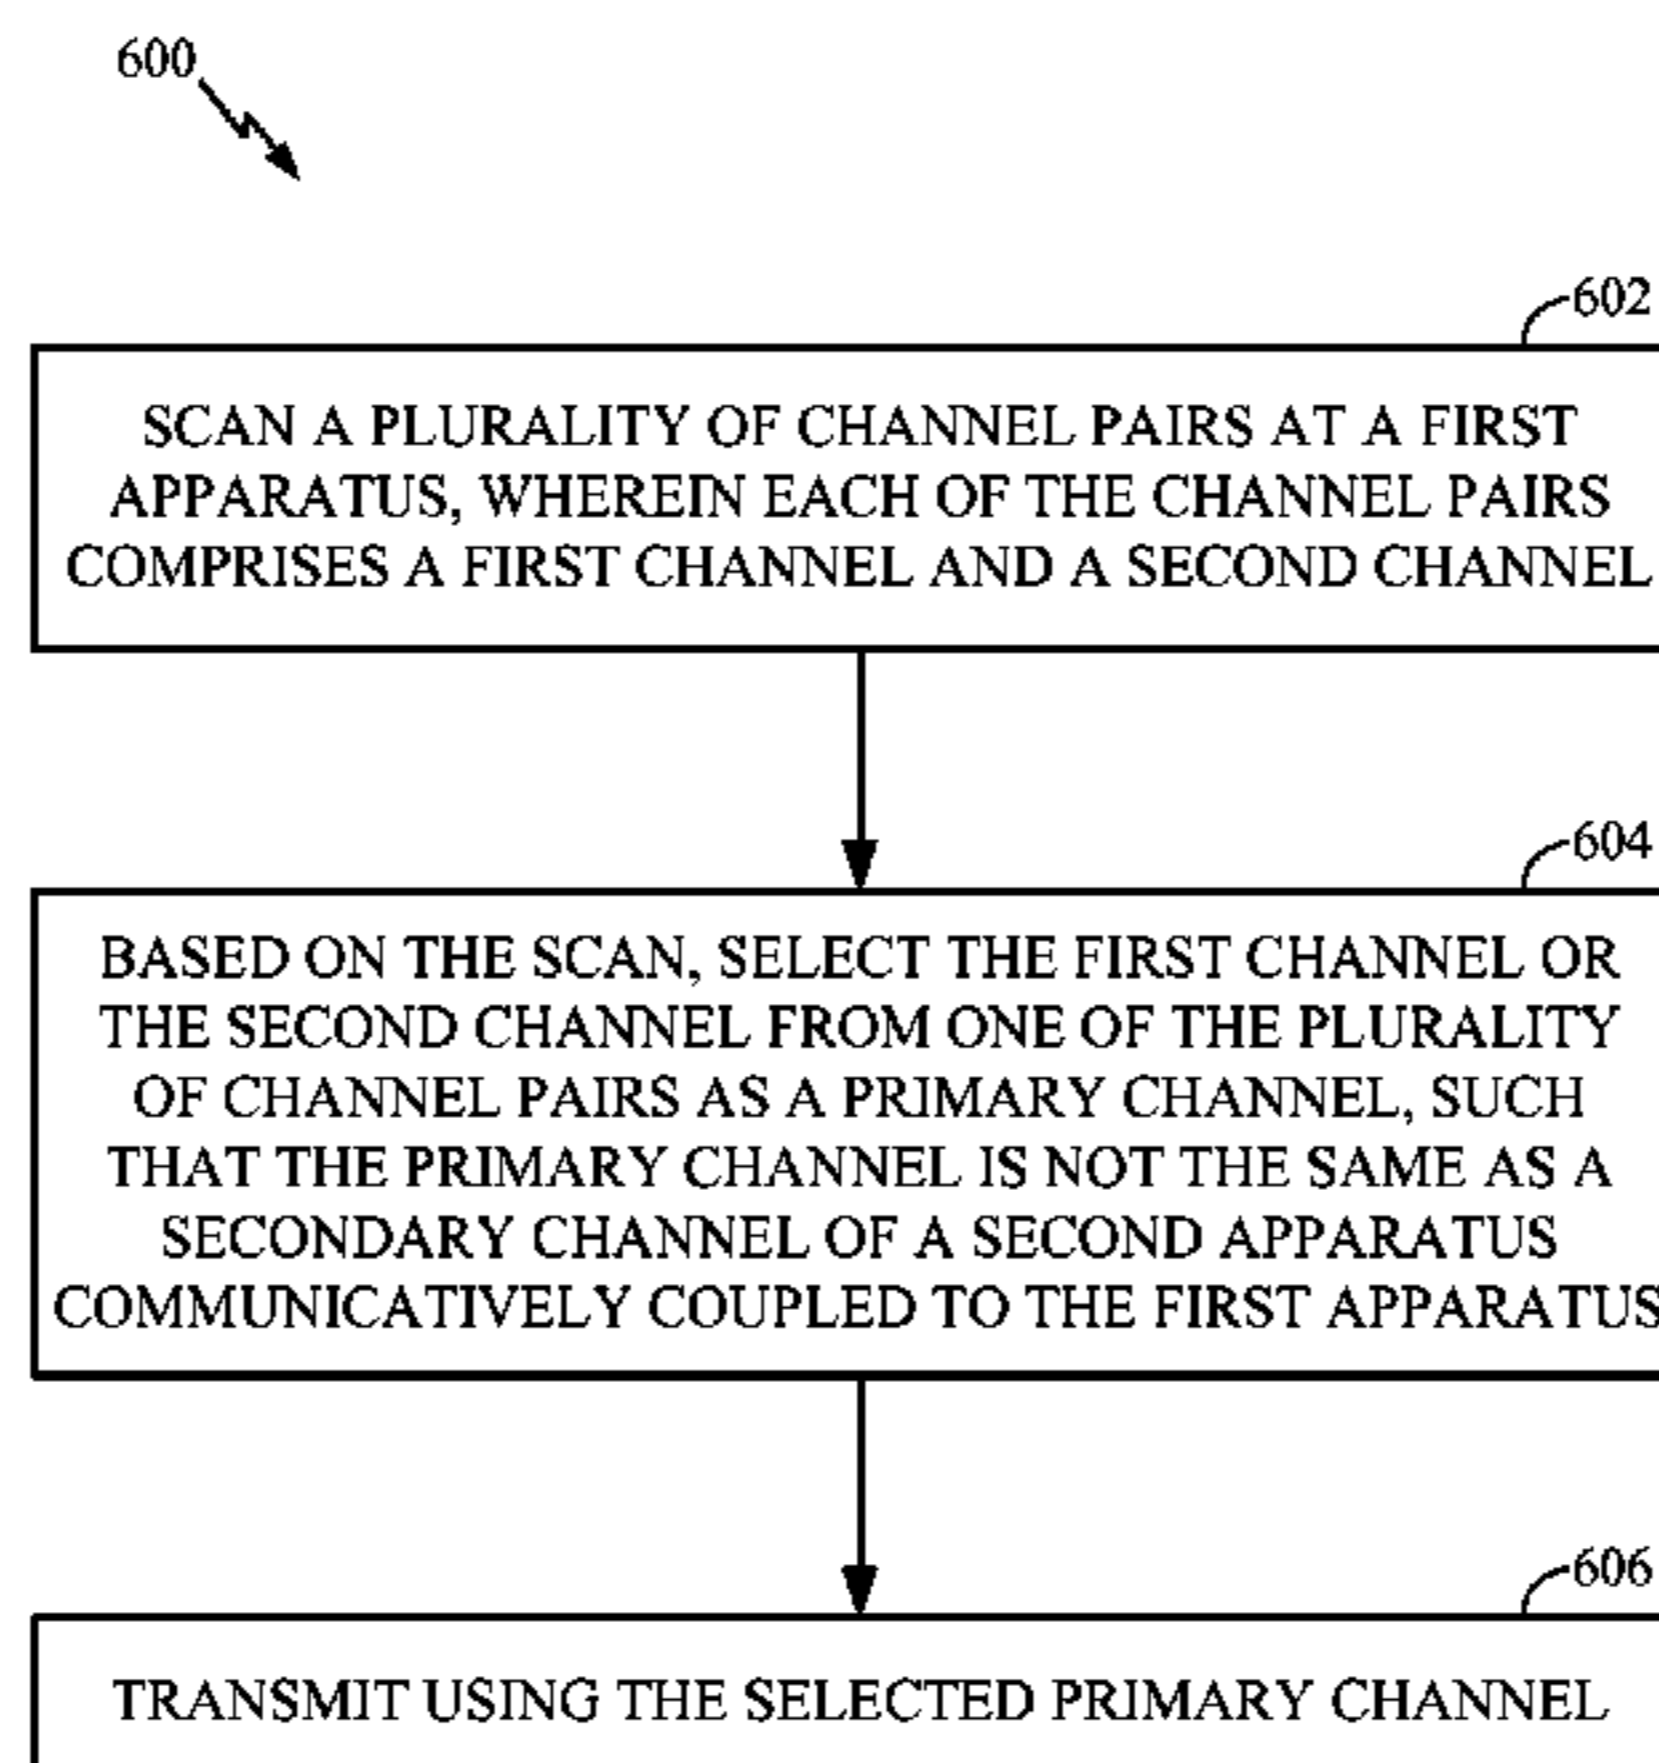 600
602
SCAN A PLURALITY OF CHANNEL PAIRS AT A FIRST
APPARATUS, WHEREIN EACH OF THE CHANNEL PAIRS
COMPRISES A FIRST CHANNEL AND A SECOND CHANNEL
604
BASED ON THE SCAN, SELECT THE FIRST CHANNEL OR
THE SECOND CHANNEL FROM ONE OF THE PLURALITY
OF CHANNEL PAIRS AS A PRIMARY CHANNEL, SUCH
THAT THE PRIMARY CHANNEL IS NOT THE SAME AS A
SECONDARY CHANNEL OF A SECOND APPARATUS
COMMUNICATIVELY COUPLED TO THE FIRST APPARATUS
606
TRANSMIT USING THE SELECTED PRIMARY CHANNEL